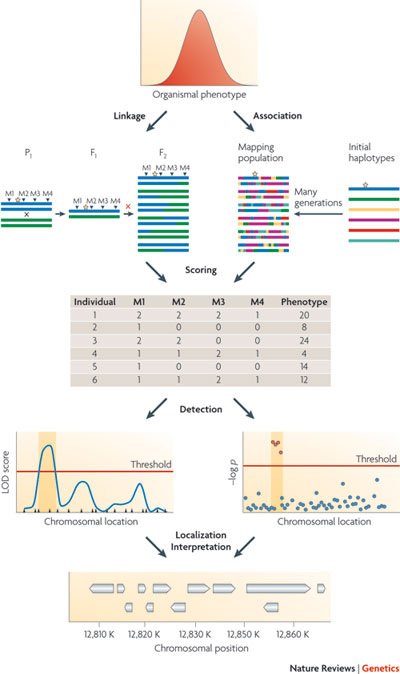 Organismal phenotype
Linkage
Association
P1
F1
F2
Mapping
population
Initial
haplotypes
M1 M2 M3 M4
M1 M2 M3 M4
M1 M2 M3 M4
×
×
Many
generations
Scoring
Individual M1 M2 M3 M4 Phenotype
1 2 2 2 1 20
2 1 0 0 0 8
3 2 2 0 0 24
4 1 1 2 1 4
5 1 0 0 0 14
6 1 1 2 1 12
Detection
LOD score
Threshold
Chromosomal location
–log p
Threshold
Chromosomal location
Localization
Interpretation
12,810 K 12,820 K 12,830 K 12,850 K 12,860 K
Chromosomal position
Nature Reviews | Genetics